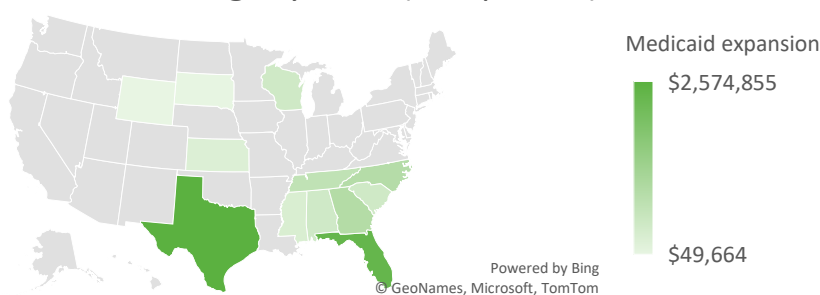 Medicaid expansion
$2,574,855
$49,664
Powered by Bing
© GeoNames, Microsoft, TomTom